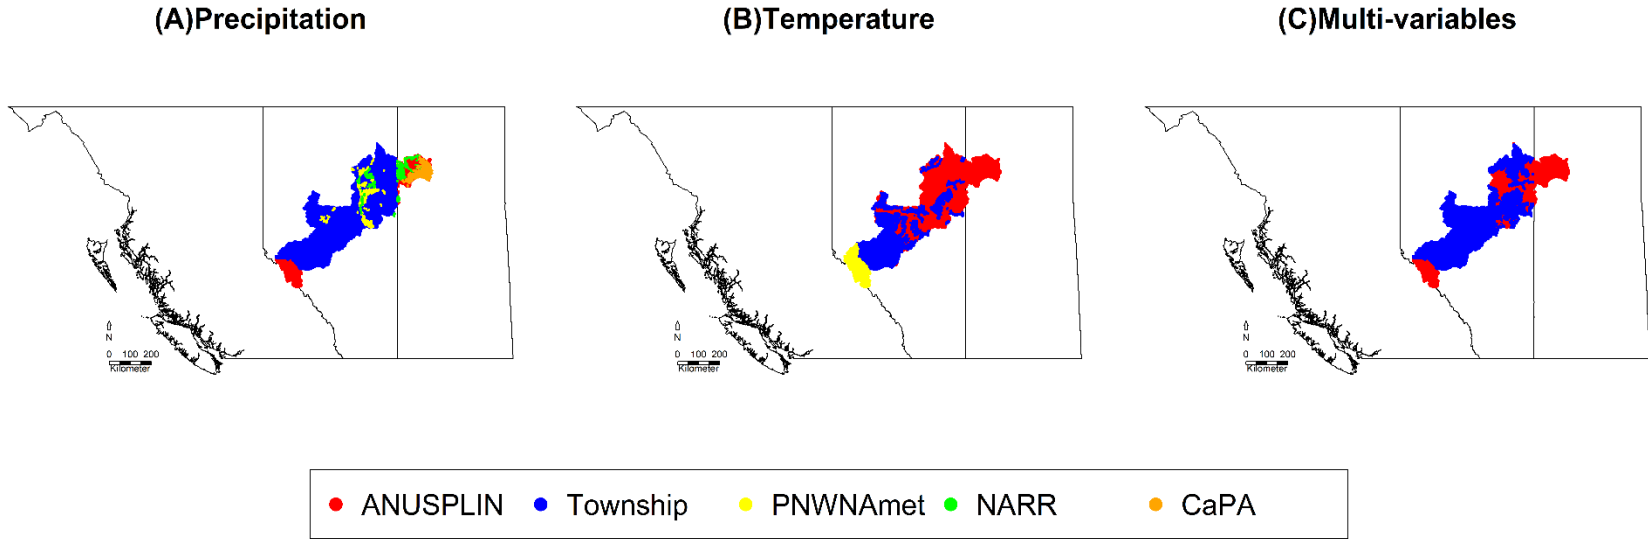 (A)Precipitation (B)Temperature (C)Multi-variables
N N N
0 100 200 0 100 200 0 100 200
Kilometer Kilometer Kilometer
ANUSPLIN Township PNWNAmet NARR CaPA